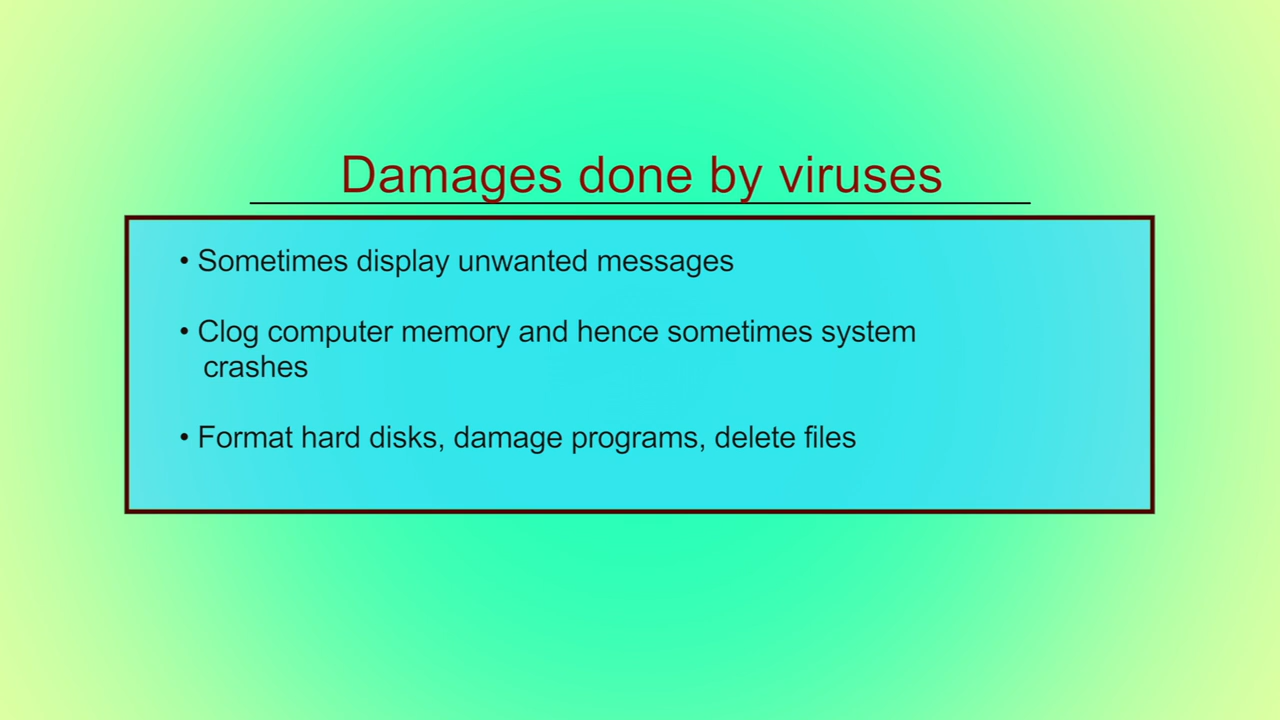 Damages done by viruses
• Sometimes display unwanted messages
• Clog computer memory and hence sometimes system
crashes
• Format hard disks, damage programs, delete files